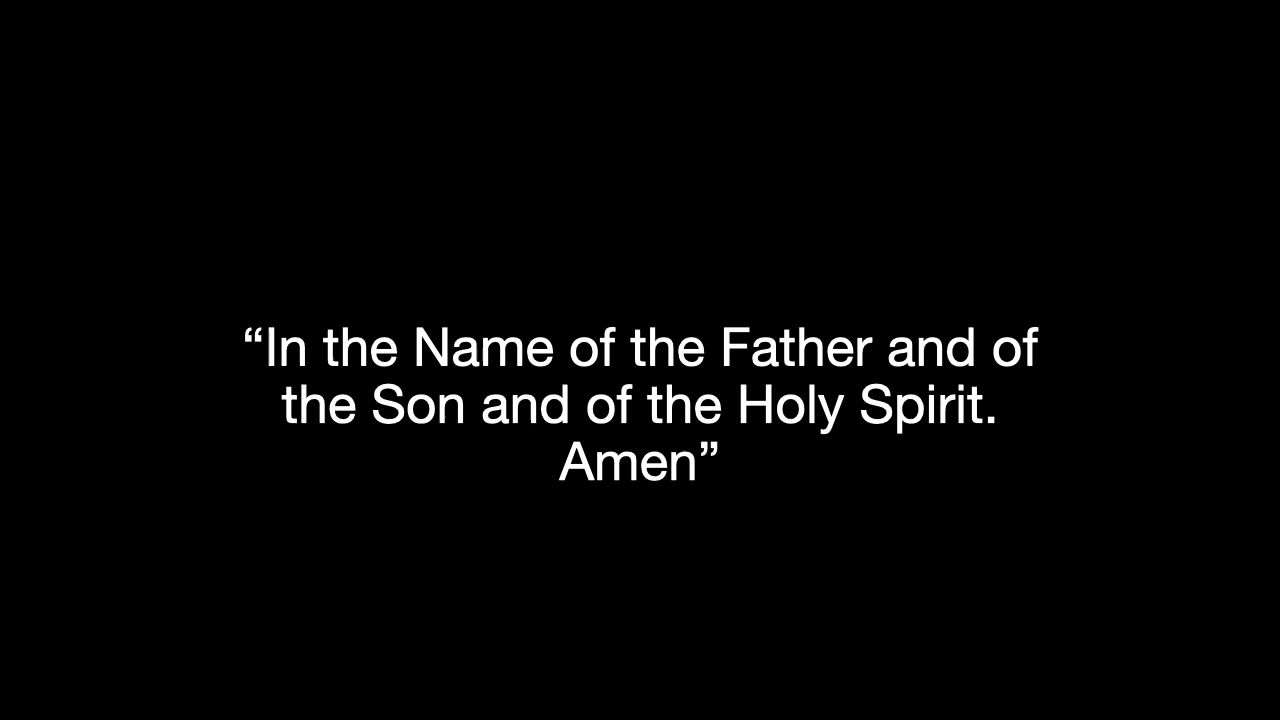 “In the Name of the Father and of
the Son and of the Holy Spirit.
Amen”